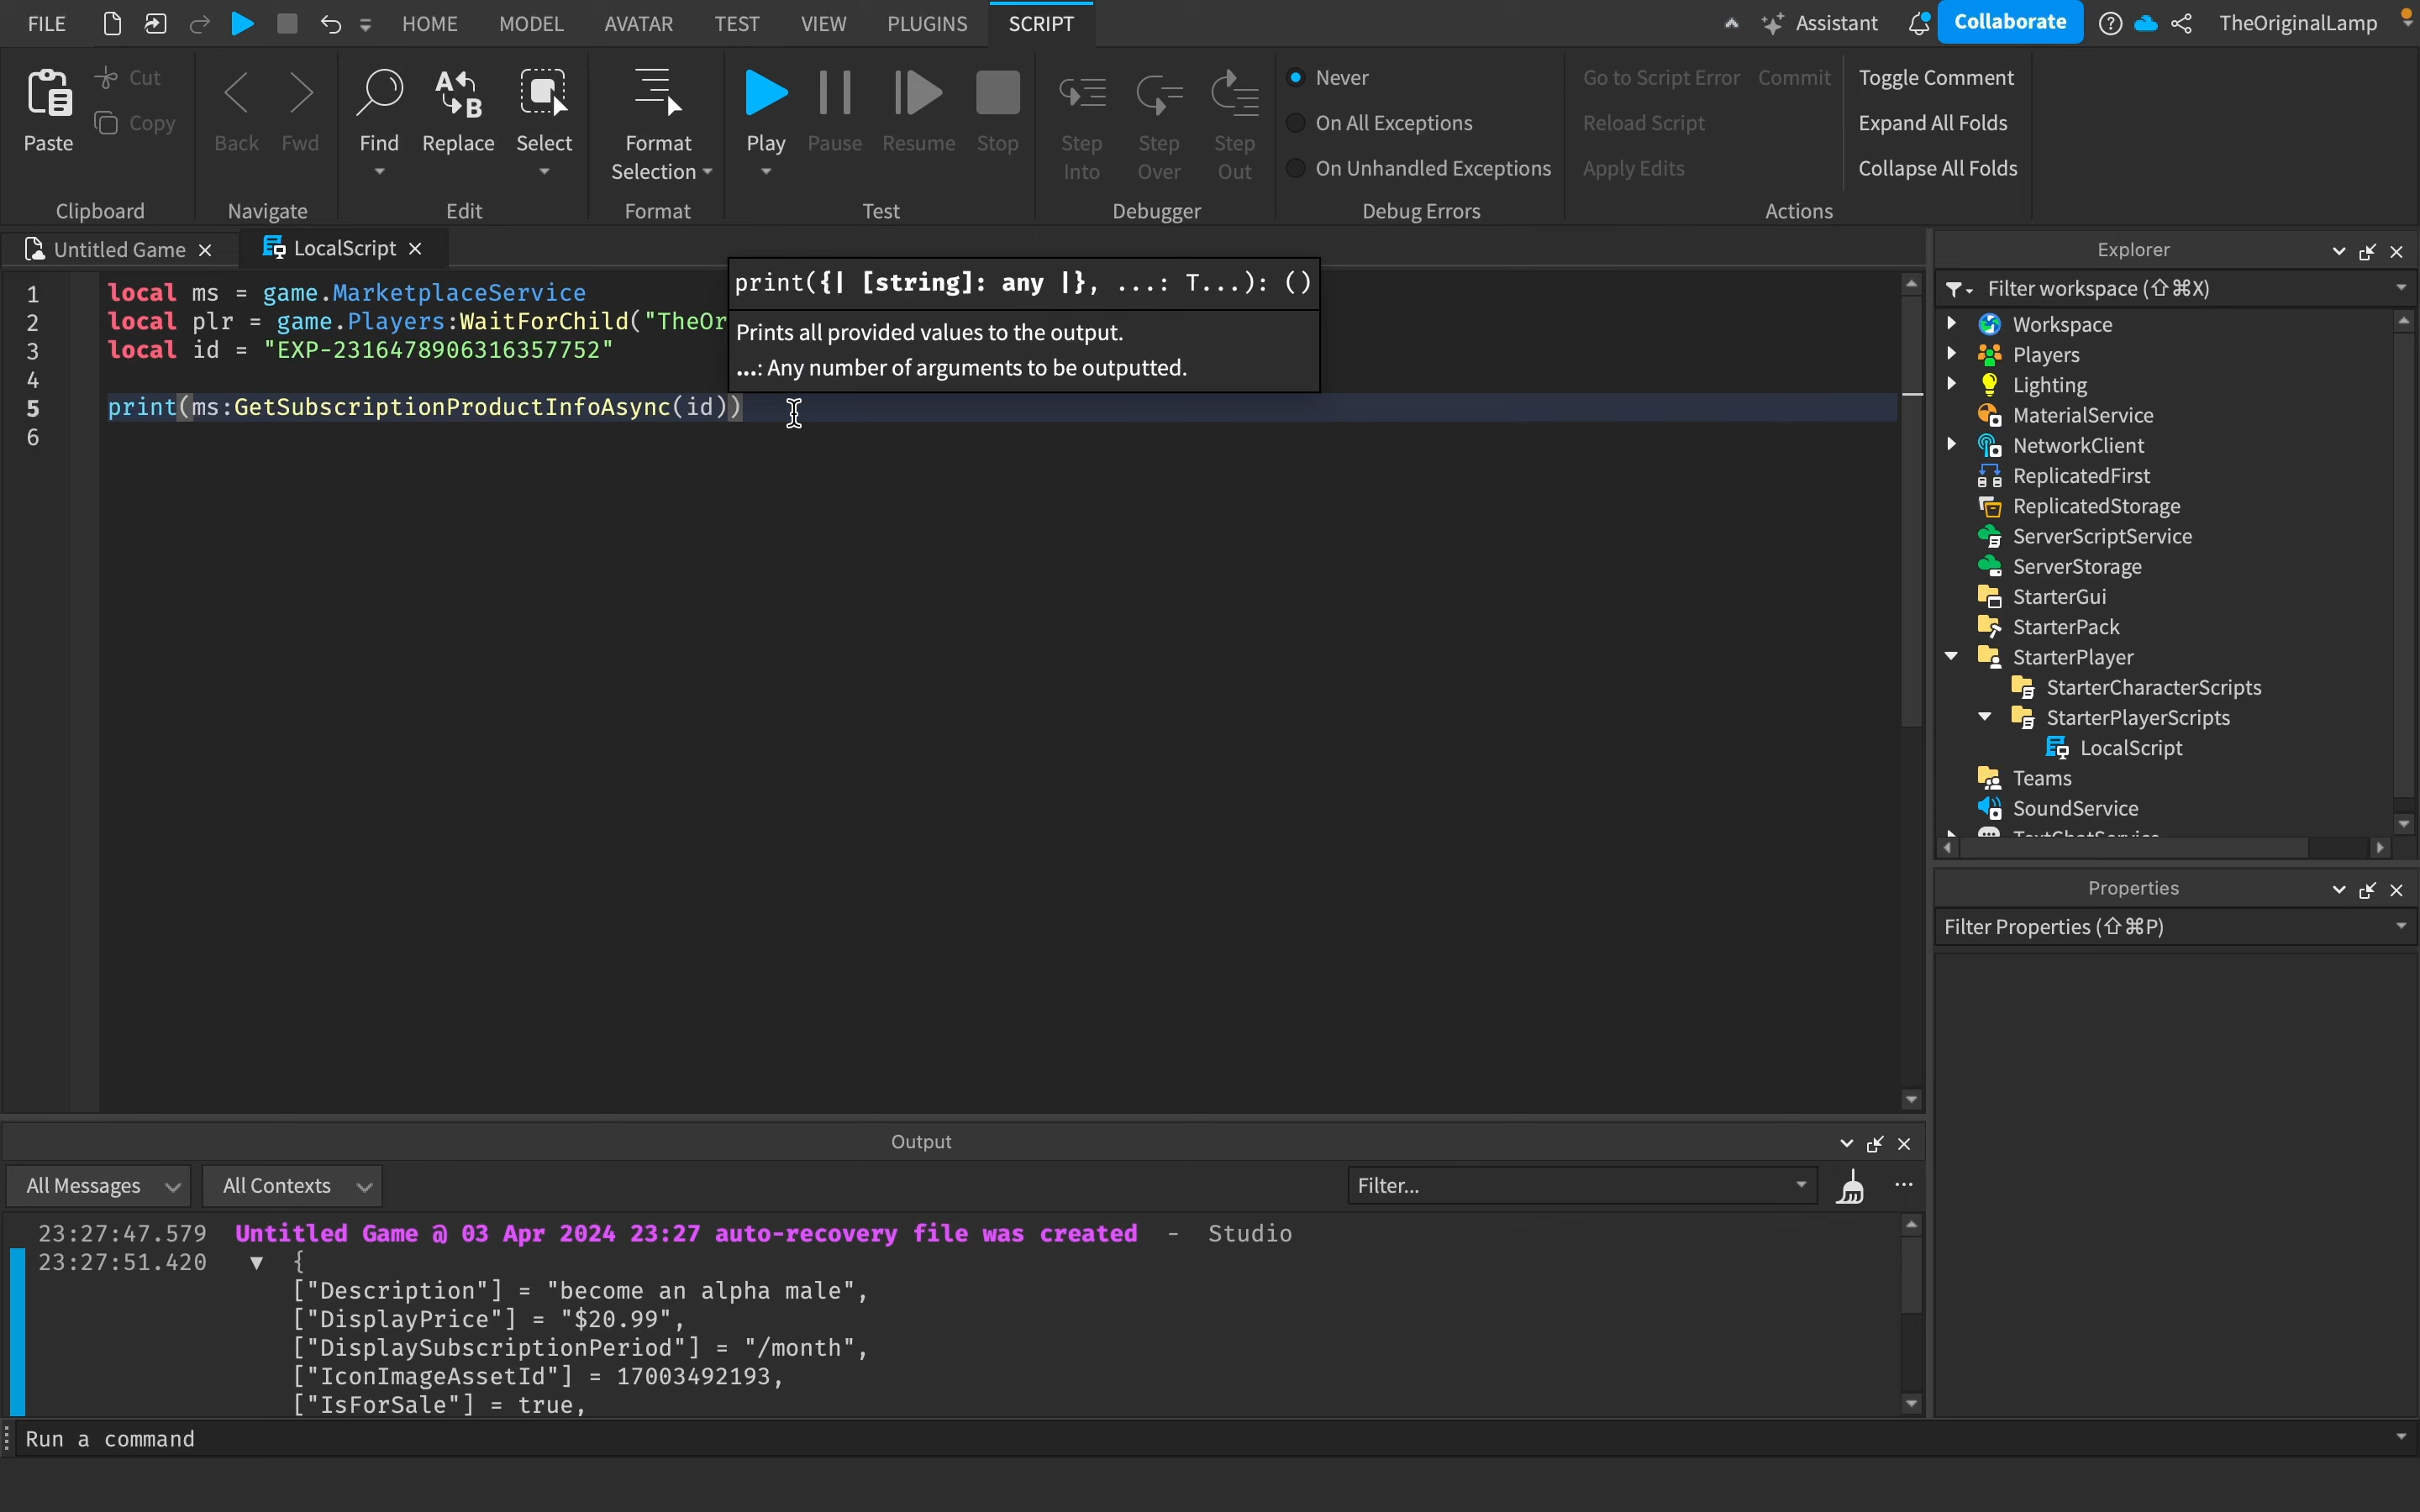 FILE HOME MODEL AVATAR TEST VIEW PLUGINS SCRIPT Assistant Collaborate TheOriginalLamp
Paste Cut Copy
Clipboard
Back Fwd
Navigate
Find Replace Select
Edit
Format Selection
Format
Play Pause Resume Stop
Test
Step Into Step Over Step Out
Debugger
Never
On All Exceptions
On Unhandled Exceptions
Debug Errors
Go to Script Error Commit
Reload Script
Apply Edits
Toggle Comment
Expand All Folds
Collapse All Folds
Actions
Untitled Game LocalScript
1 local ms = game.MarketplaceService
2 local plr = game.Players:WaitForChild("TheOr
3 local id = "EXP-2316478906316357752"
4
5 print(ms:GetSubscriptionProductInfoAsync(id))
6
print({| [string]: any |}, ...: T...): ()
Prints all provided values to the output.
...: Any number of arguments to be outputted.
Explorer
Filter workspace (⇧⌘X)
Workspace
Players
Lighting
MaterialService
NetworkClient
ReplicatedFirst
ReplicatedStorage
ServerScriptService
ServerStorage
StarterGui
StarterPack
StarterPlayer
StarterCharacterScripts
StarterPlayerScripts
LocalScript
Teams
SoundService
Properties
Filter Properties (⇧⌘P)
Output
All Messages All Contexts Filter...
23:27:47.579 Untitled Game @ 03 Apr 2024 23:27 auto-recovery file was created - Studio
23:27:51.420 ▼ {
["Description"] = "become an alpha male",
["DisplayPrice"] = "$20.99",
["DisplaySubscriptionPeriod"] = "/month",
["IconImageAssetId"] = 17003492193,
["IsForSale"] = true,
Run a command